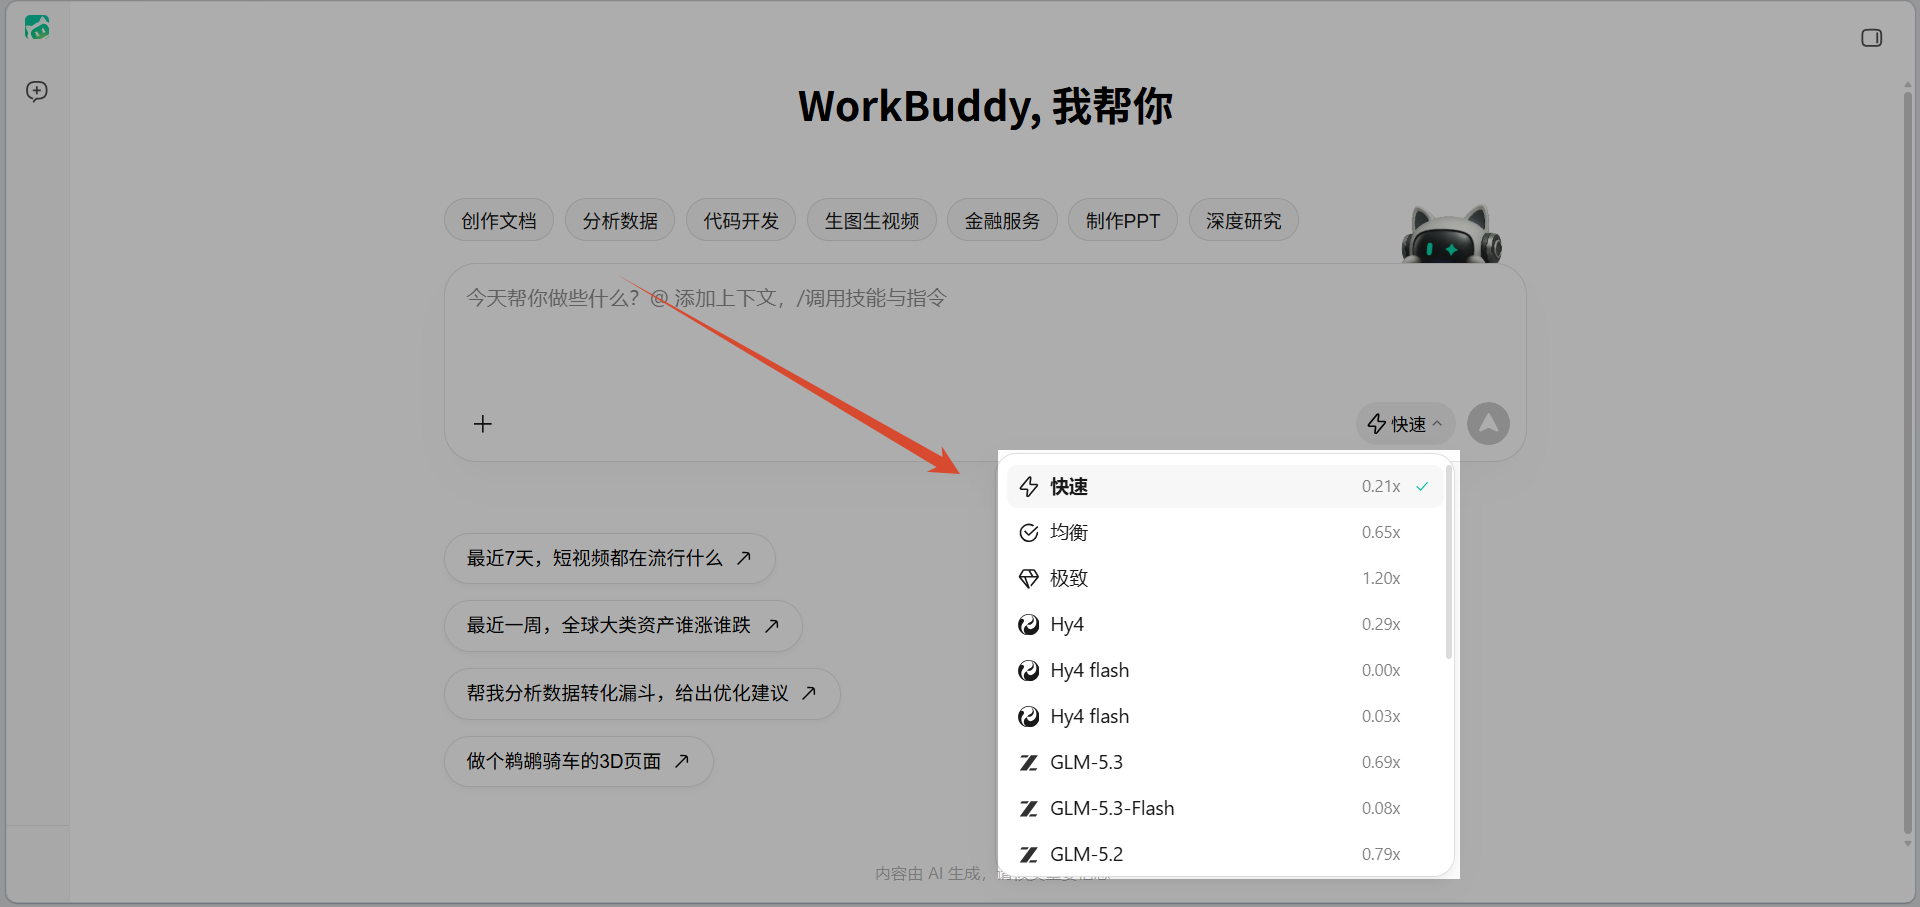 WorkBuddy, 我帮你
创作文档
分析数据
代码开发
生图生视频
金融服务
制作PPT
深度研究
今天帮你做些什么？@ 添加上下文，/调用技能与指令
快速
快速 0.21x
均衡 0.65x
极致 1.20x
Hy4 0.29x
Hy4 flash 0.00x
Hy4 flash 0.03x
GLM-5.3 0.69x
GLM-5.3-Flash 0.08x
GLM-5.2 0.79x
最近7天，短视频都在流行什么
最近一周，全球大类资产谁涨谁跌
帮我分析数据转化漏斗，给出优化建议
做个鹈鹕骑车的3D页面
内容由 AI 生成，